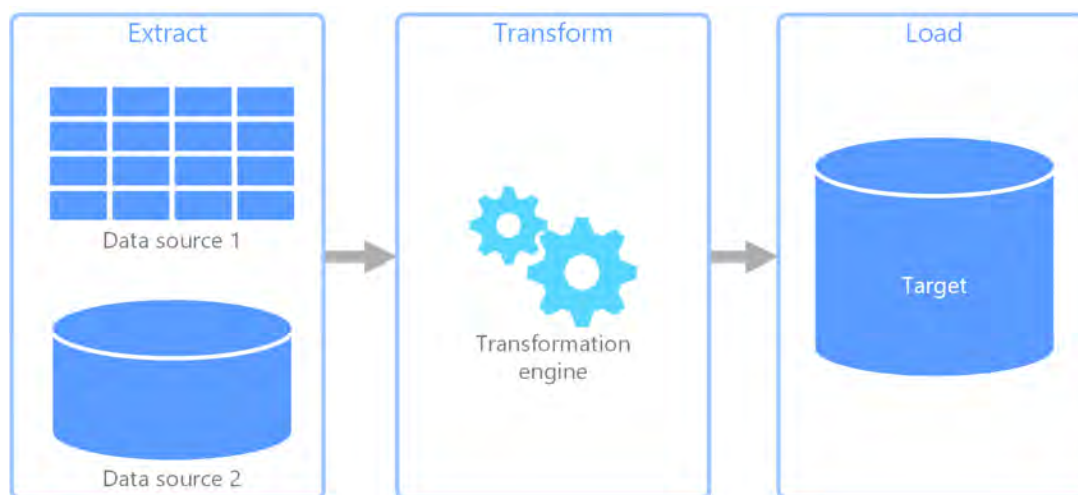 Extract
Data source 1
Data source 2
Transform
Transformation
engine
Load
Target